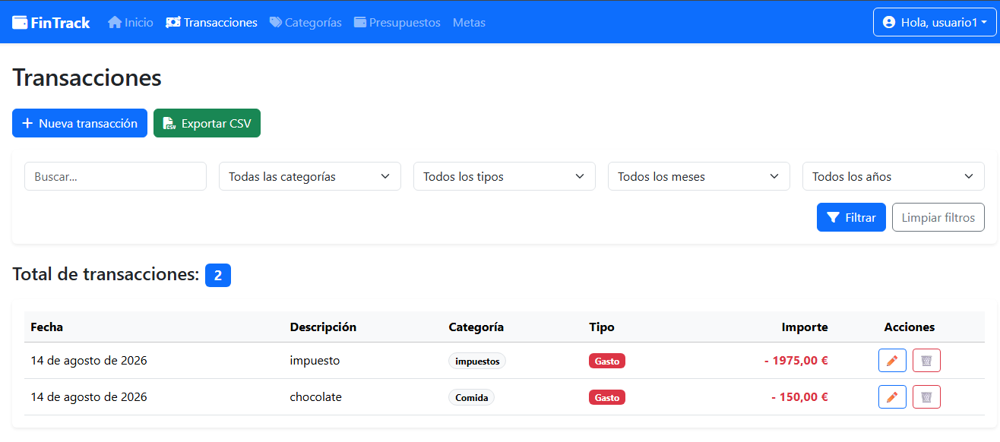 FinTrack Inicio Transacciones Categorías Presupuestos Metas Hola, usuario1
Transacciones
+ Nueva transacción Exportar CSV
Buscar... Todas las categorías Todos los tipos Todos los meses Todos los años
Filtrar Limpiar filtros
Total de transacciones: 2
Fecha Descripción Categoría Tipo Importe Acciones
14 de agosto de 2026 impuesto impuestos Gasto - 1975,00 €
14 de agosto de 2026 chocolate Comida Gasto - 150,00 €